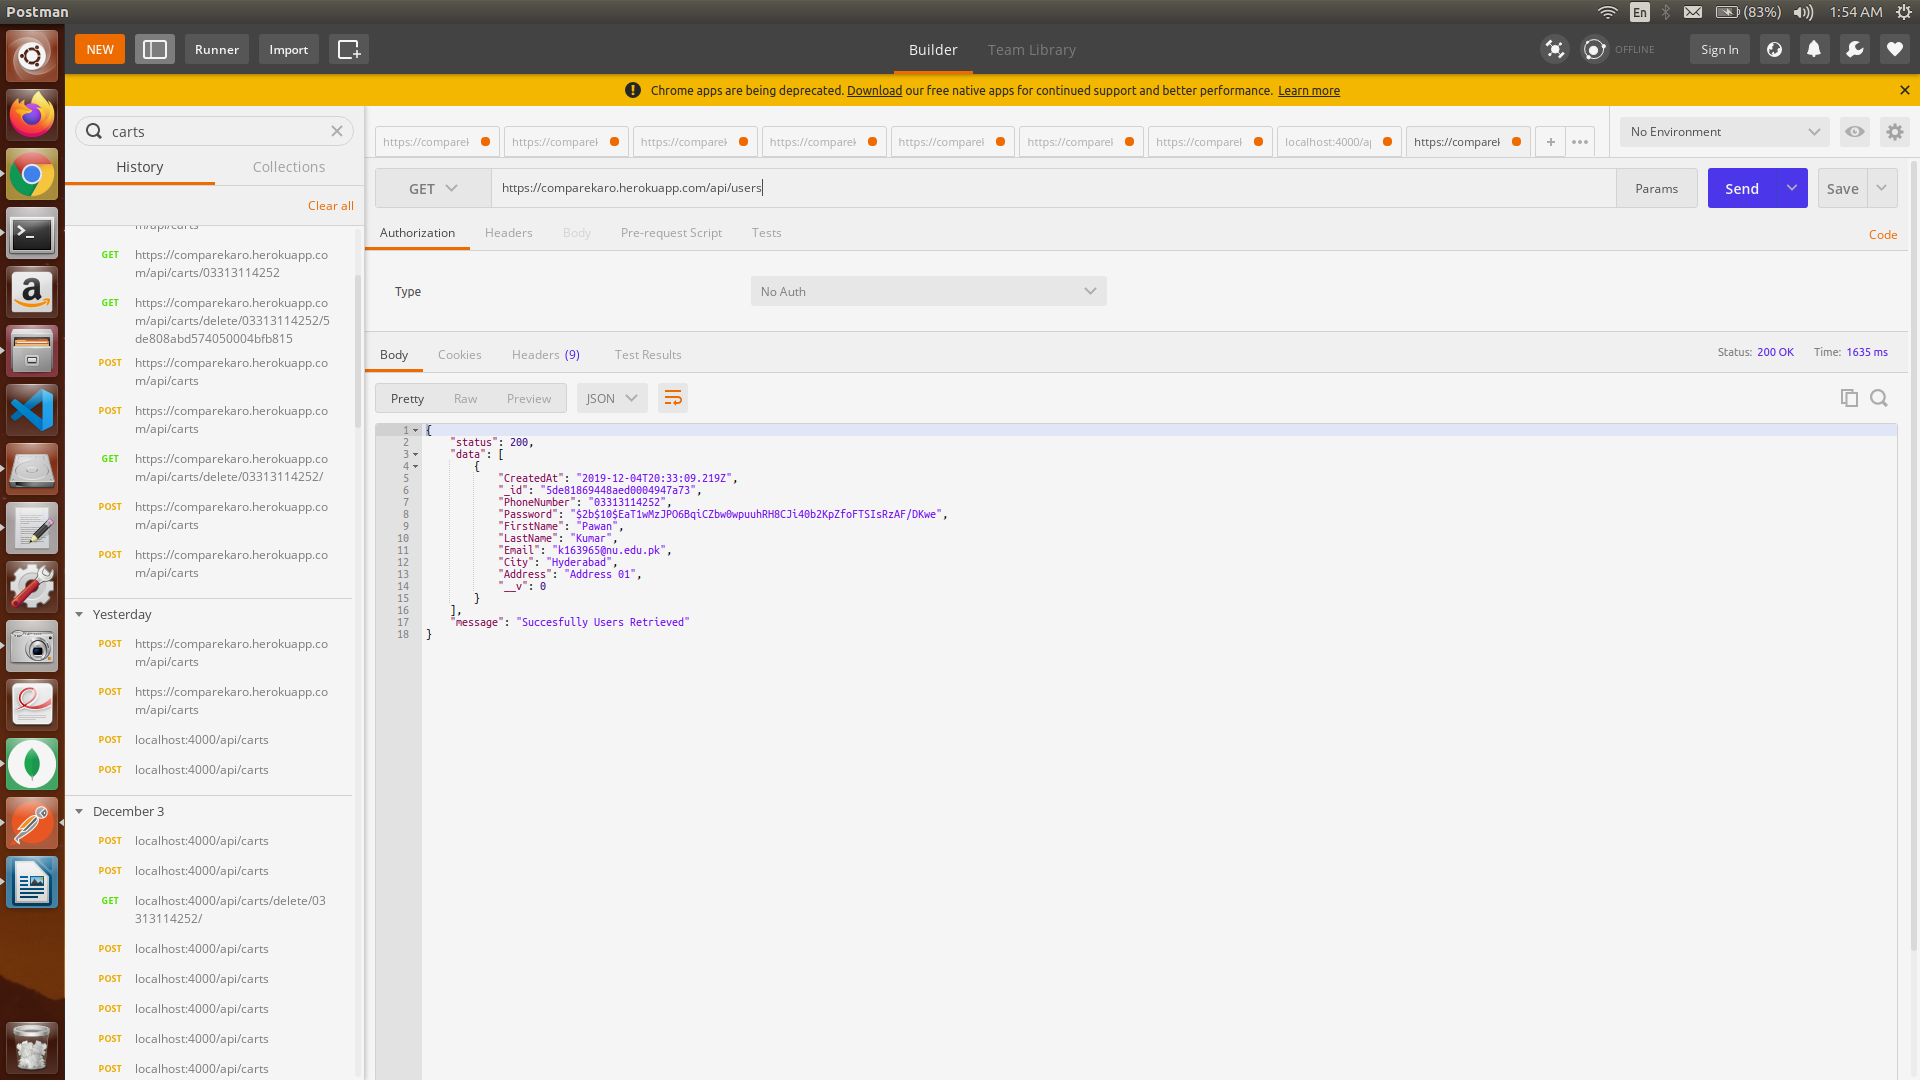 Postman
En
(83%)
1:54 AM
NEW
Runner
Import
Builder
Team Library
OFFLINE
Sign In
Chrome apps are being deprecated. Download our free native apps for continued support and better performance. Learn more
carts
History
Collections
Clear all
m/api/carts
GET https://comparekaro.herokuapp.co
m/api/carts/03313114252
GET https://comparekaro.herokuapp.co
m/api/carts/delete/03313114252/5
de808abd574050004bfb815
POST https://comparekaro.herokuapp.co
m/api/carts
POST https://comparekaro.herokuapp.co
m/api/carts
GET https://comparekaro.herokuapp.co
m/api/carts/delete/03313114252/
POST https://comparekaro.herokuapp.co
m/api/carts
POST https://comparekaro.herokuapp.co
m/api/carts
Yesterday
POST https://comparekaro.herokuapp.co
m/api/carts
POST https://comparekaro.herokuapp.co
m/api/carts
POST localhost:4000/api/carts
POST localhost:4000/api/carts
December 3
POST localhost:4000/api/carts
POST localhost:4000/api/carts
GET localhost:4000/api/carts/delete/03
313114252/
POST localhost:4000/api/carts
POST localhost:4000/api/carts
POST localhost:4000/api/carts
POST localhost:4000/api/carts
POST localhost:4000/api/carts
https://comparel
https://comparel
https://comparel
https://comparel
https://comparel
https://comparel
https://comparel
localhost:4000/a
https://comparel
No Environment
GET
https://comparekaro.herokuapp.com/api/users
Params
Send
Save
Authorization
Headers
Body
Pre-request Script
Tests
Code
Type
No Auth
Body
Cookies
Headers (9)
Test Results
Status: 200 OK
Time: 1635 ms
Pretty
Raw
Preview
JSON
1 {
2 "status": 200,
3 "data": [
4 {
5 "CreatedAt": "2019-12-04T20:33:09.219Z",
6 "_id": "5de81869448aed0004947a73",
7 "PhoneNumber": "03313114252",
8 "Password": "$2b$10$EaT1wMzJPO6BqiCZbw0wpuuhRH8CJi40b2KpZfoFTSIsRzAF/DKwe",
9 "FirstName": "Pawan",
10 "LastName": "Kumar",
11 "Email": "k163965@nu.edu.pk",
12 "City": "Hyderabad",
13 "Address": "Address 01",
14 "__v": 0
15 }
16 ],
17 "message": "Succesfully Users Retrieved"
18 }